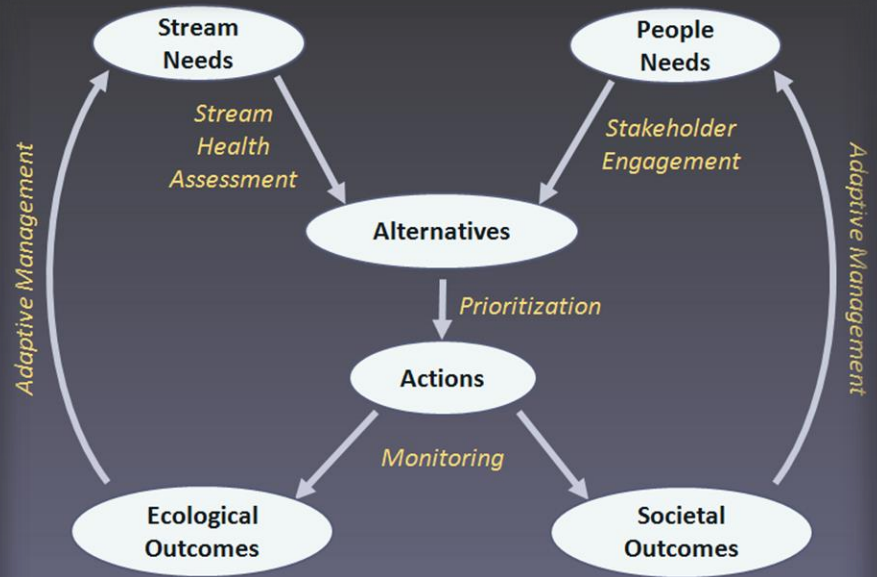 Stream
Needs
People
Needs
Stream
Health
Assessment
Stakeholder
Engagement
Adaptive Management
Adaptive Management
Alternatives
Prioritization
Actions
Monitoring
Ecological
Outcomes
Societal
Outcomes